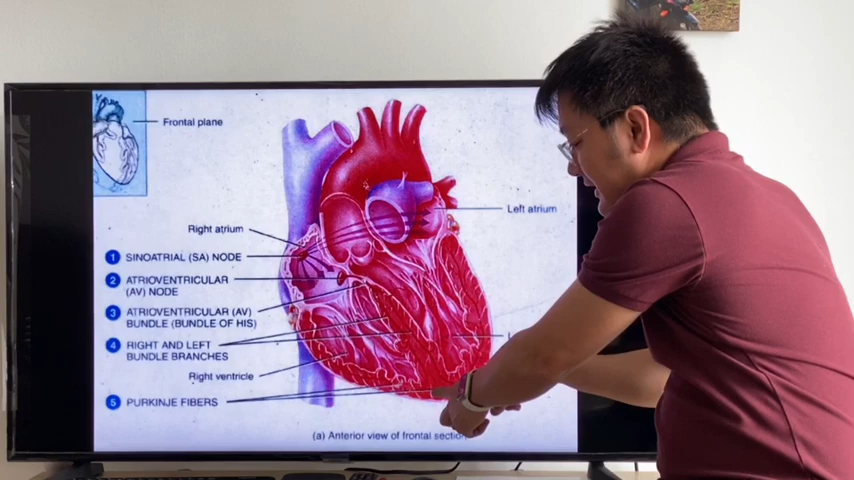 Frontal plane
Left atrium
Right atrium
1 SINOATRIAL (SA) NODE
2 ATRIOVENTRICULAR
(AV) NODE
3 ATRIOVENTRICULAR (AV)
BUNDLE (BUNDLE OF HIS)
4 RIGHT AND LEFT
BUNDLE BRANCHES
Right ventricle
5 PURKINJE FIBERS
(a) Anterior view of frontal section